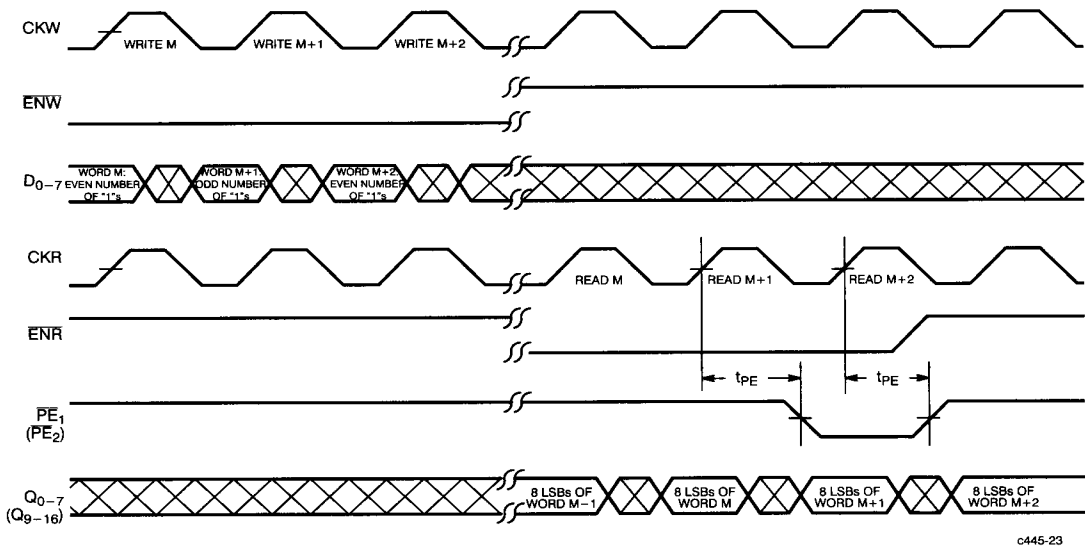 CKW
WRITE M
WRITE M+1
WRITE M+2
ENW
D0–7
WORD M:
EVEN NUMBER
OF "1"s
WORD M+1:
ODD NUMBER
OF "1"s
WORD M+2:
EVEN NUMBER
OF "1"s
CKR
READ M
READ M+1
READ M+2
ENR
tPE
tPE
PE1
(PE2)
Q0–7
(Q9–16)
8 LSBs OF
WORD M–1
8 LSBs OF
WORD M
8 LSBs OF
WORD M+1
8 LSBs OF
WORD M+2
c445-23